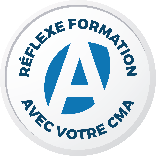 RÉFLEXE FORMATION
A
AVEC VOTRE CMA